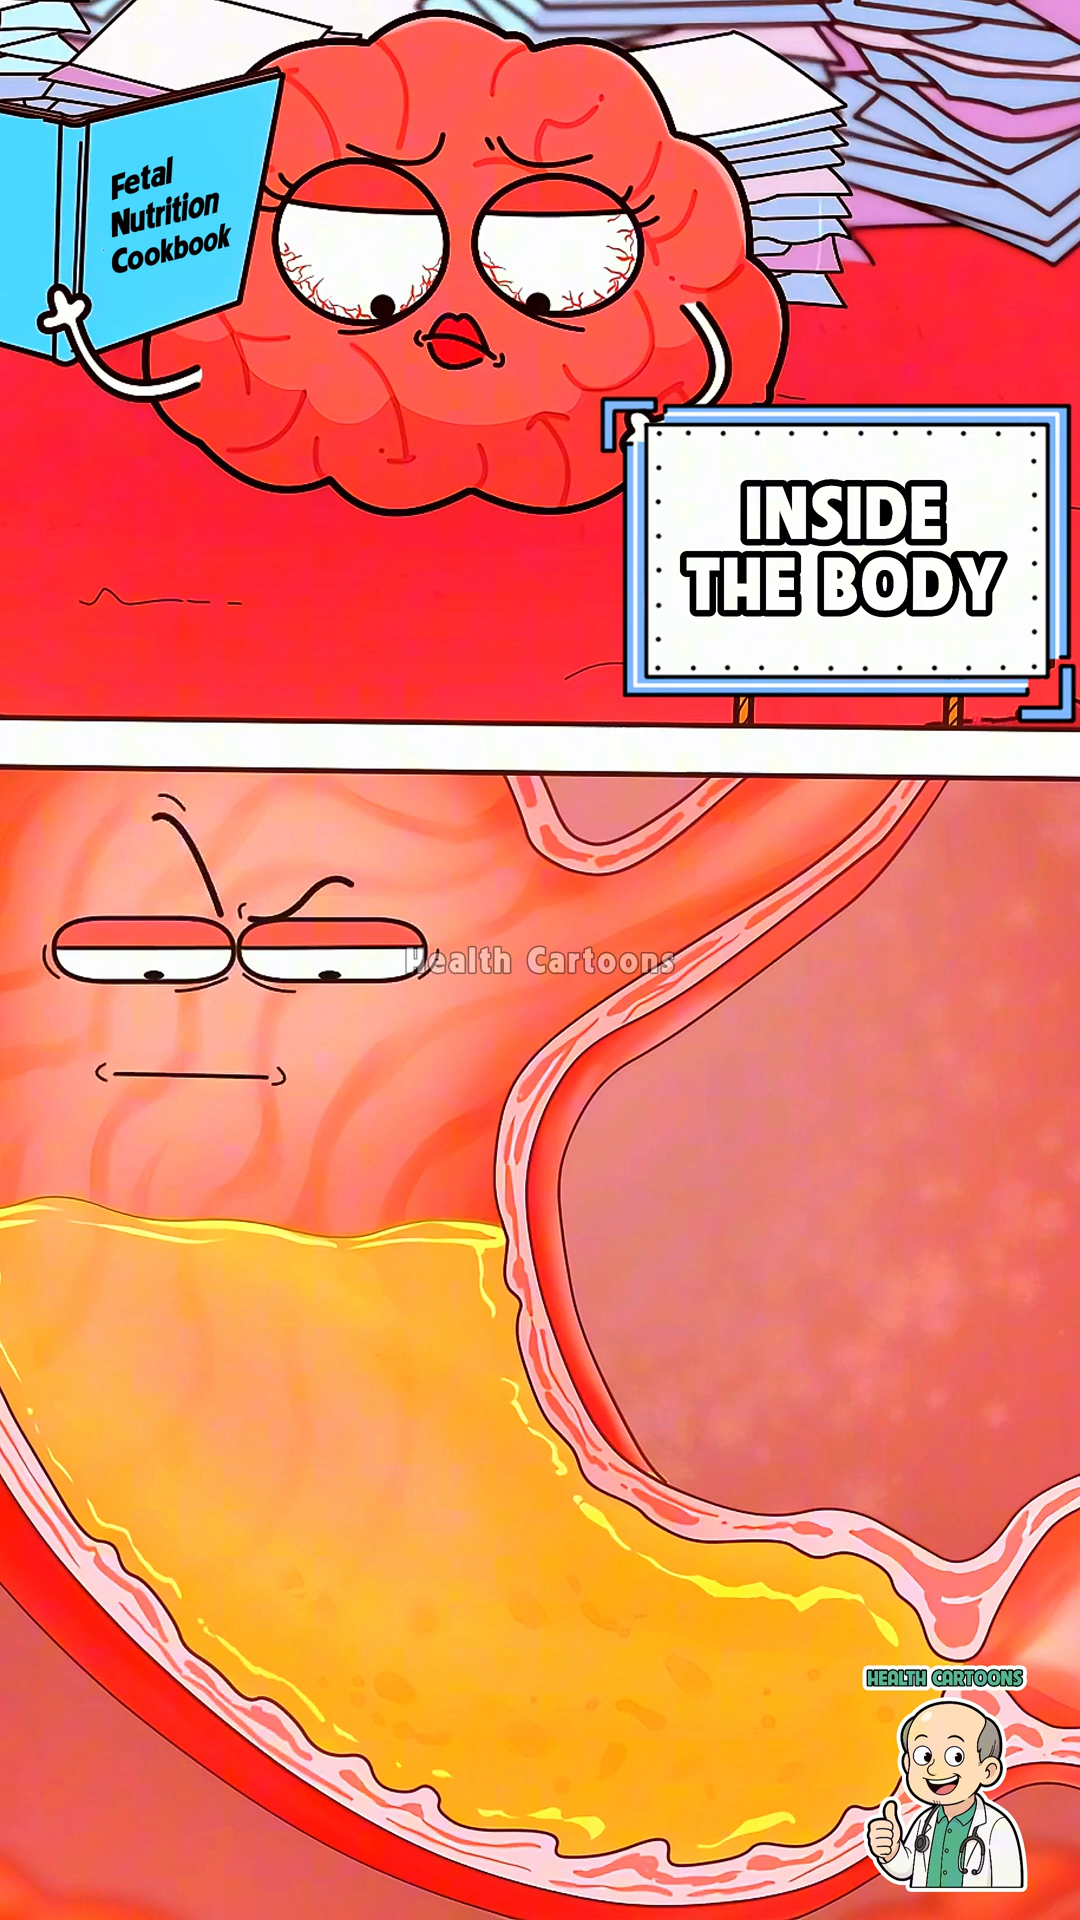 Fetal
Nutrition
Cookbook
INSIDE
THE BODY
Health Cartoons
HEALTH CARTOONS